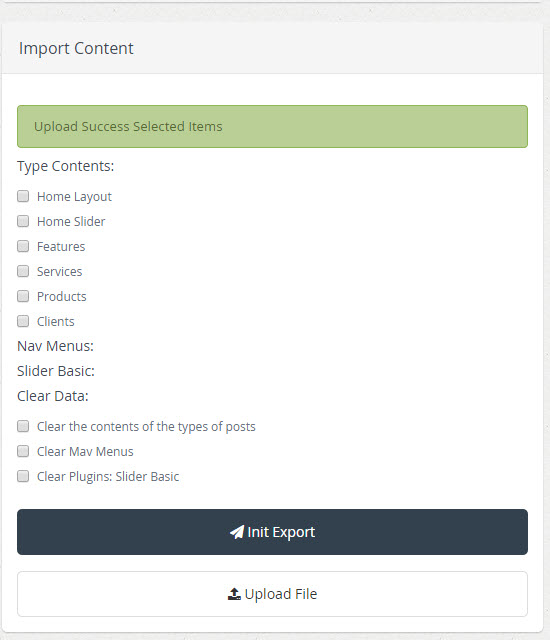 Import Content
Upload Success Selected Items
Type Contents:
Home Layout
Home Slider
Features
Services
Products
Clients
Nav Menus:
Slider Basic:
Clear Data:
Clear the contents of the types of posts
Clear Mav Menus
Clear Plugins: Slider Basic
Init Export
Upload File